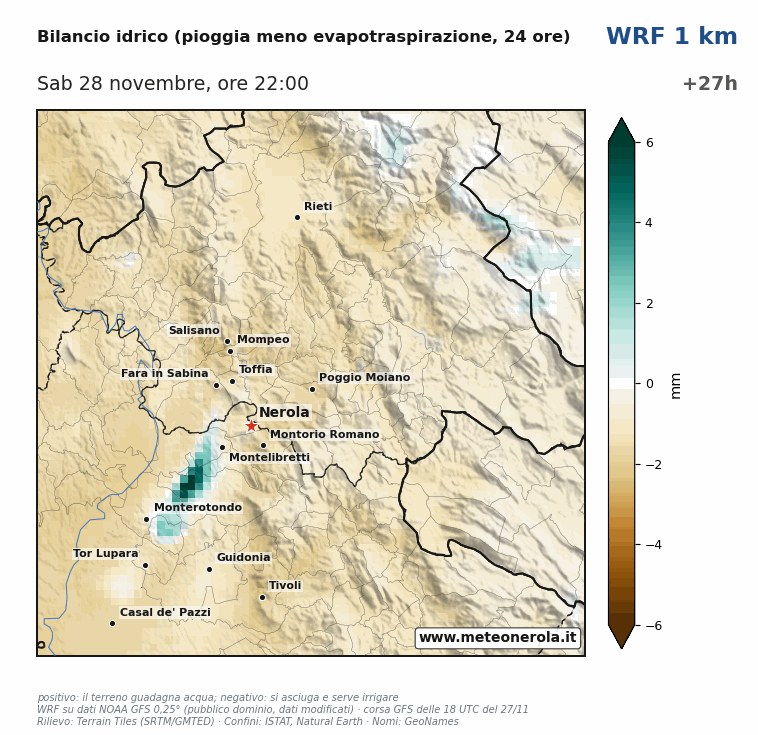 Bilancio idrico (pioggia meno evapotraspirazione, 24 ore)
WRF 1 km
Sab 28 novembre, ore 22:00
+27h
Rieti
Salisano
Mompeo
Fara in Sabina
Toffia
Poggio Moiano
Nerola
Montorio Romano
Montelibretti
Monterotondo
Tor Lupara
Guidonia
Tivoli
Casal de' Pazzi
www.meteonerola.it
6
4
2
0
−2
−4
−6
mm
positivo: il terreno guadagna acqua; negativo: si asciuga e serve irrigare
WRF su dati NOAA GFS 0,25° (pubblico dominio, dati modificati) · corsa GFS delle 18 UTC del 27/11
Rilievo: Terrain Tiles (SRTM/GMTED) · Confini: ISTAT, Natural Earth · Nomi: GeoNames